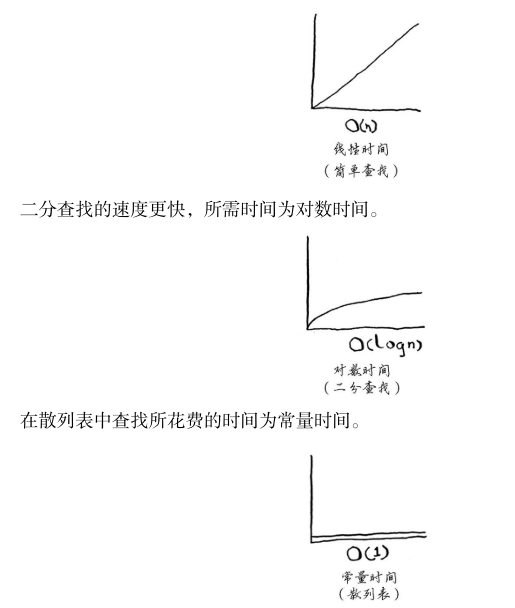 O(n)
线性时间
（简单查找）
二分查找的速度更快，所需时间为对数时间。
O(logn)
对数时间
（二分查找）
在散列表中查找所花费的时间为常量时间。
O(1)
常量时间
（散列表）